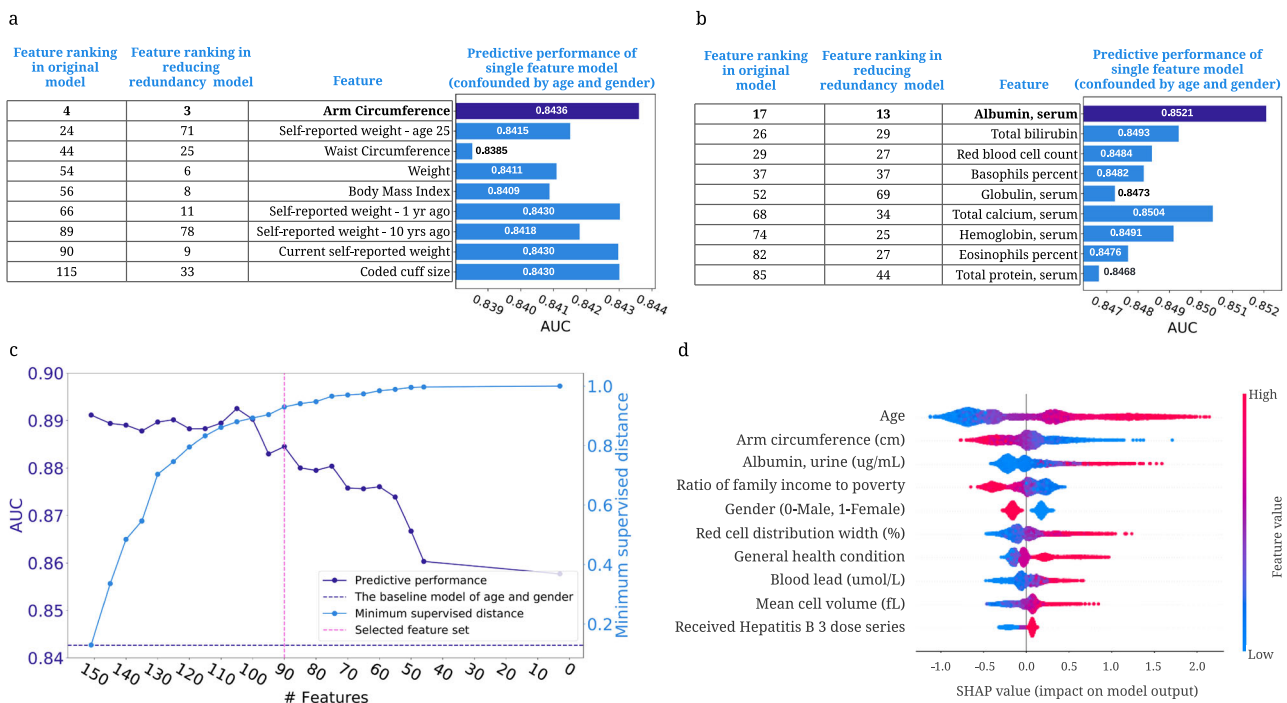 a
Feature ranking in original model
Feature ranking in reducing redundancy model
Feature
Predictive performance of single feature model (confounded by age and gender)
4 3 Arm Circumference 0.8436
24 71 Self-reported weight - age 25 0.8415
44 25 Waist Circumference 0.8385
54 6 Weight 0.8411
56 8 Body Mass Index 0.8409
66 11 Self-reported weight - 1 yr ago 0.8430
89 78 Self-reported weight - 10 yrs ago 0.8418
90 9 Current self-reported weight 0.8430
115 33 Coded cuff size 0.8430
0.839 0.840 0.841 0.842 0.843 0.844
AUC
b
Feature ranking in original model
Feature ranking in reducing redundancy model
Feature
Predictive performance of single feature model (confounded by age and gender)
17 13 Albumin, serum 0.8521
26 29 Total bilirubin 0.8493
29 27 Red blood cell count 0.8484
37 37 Basophils percent 0.8482
52 69 Globulin, serum 0.8473
68 34 Total calcium, serum 0.8504
74 25 Hemoglobin, serum 0.8491
82 27 Eosinophils percent 0.8476
85 44 Total protein, serum 0.8468
0.847 0.848 0.849 0.850 0.851 0.852
AUC
c
AUC
0.90
0.89
0.88
0.87
0.86
0.85
0.84
Minimum supervised distance
1.0
0.8
0.6
0.4
0.2
Predictive performance
The baseline model of age and gender
Minimum supervised distance
Selected feature set
150 140 130 120 110 100 90 80 70 60 50 40 30 20 10 0
# Features
d
Age
Arm circumference (cm)
Albumin, urine (ug/mL)
Ratio of family income to poverty
Gender (0-Male, 1-Female)
Red cell distribution width (%)
General health condition
Blood lead (umol/L)
Mean cell volume (fL)
Received Hepatitis B 3 dose series
-1.0 -0.5 0.0 0.5 1.0 1.5 2.0
SHAP value (impact on model output)
High
Feature value
Low